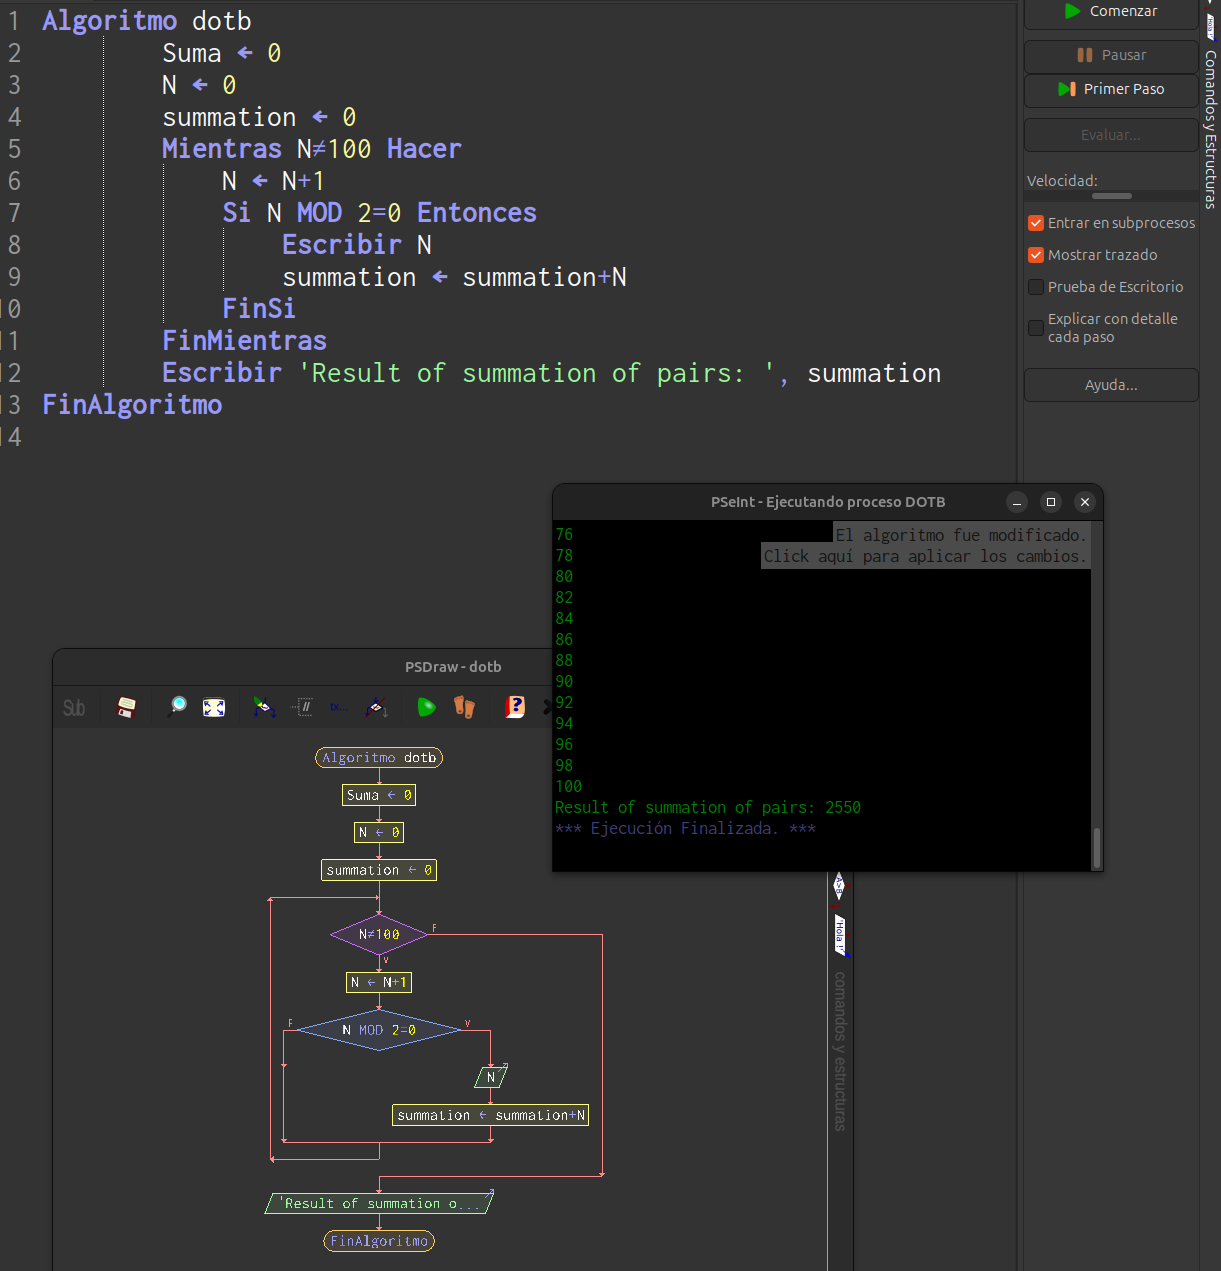 1 Algoritmo dotb
2 Suma ← 0
3 N ← 0
4 summation ← 0
5 Mientras N≠100 Hacer
6 N ← N+1
7 Si N MOD 2=0 Entonces
8 Escribir N
9 summation ← summation+N
10 FinSi
11 FinMientras
12 Escribir 'Result of summation of pairs: ', summation
13 FinAlgoritmo
14
Comenzar
Pausar
Primer Paso
Evaluar...
Velocidad:
Entrar en subprocesos
Mostrar trazado
Prueba de Escritorio
Explicar con detalle
cada paso
Ayuda...
Comandos y Estructuras
PSeInt - Ejecutando proceso DOTB
El algoritmo fue modificado.
Click aquí para aplicar los cambios.
76
78
80
82
84
86
88
90
92
94
96
98
100
Result of summation of pairs: 2550
*** Ejecución Finalizada. ***
PSDraw - dotb
Sub
Algoritmo dotb
Suma ← 0
N ← 0
summation ← 0
N≠100
F
V
N ← N+1
N MOD 2=0
F
V
N
summation ← summation+N
'Result of summation o...
FinAlgoritmo
A>B
"Hola !"
comandos y estructuras